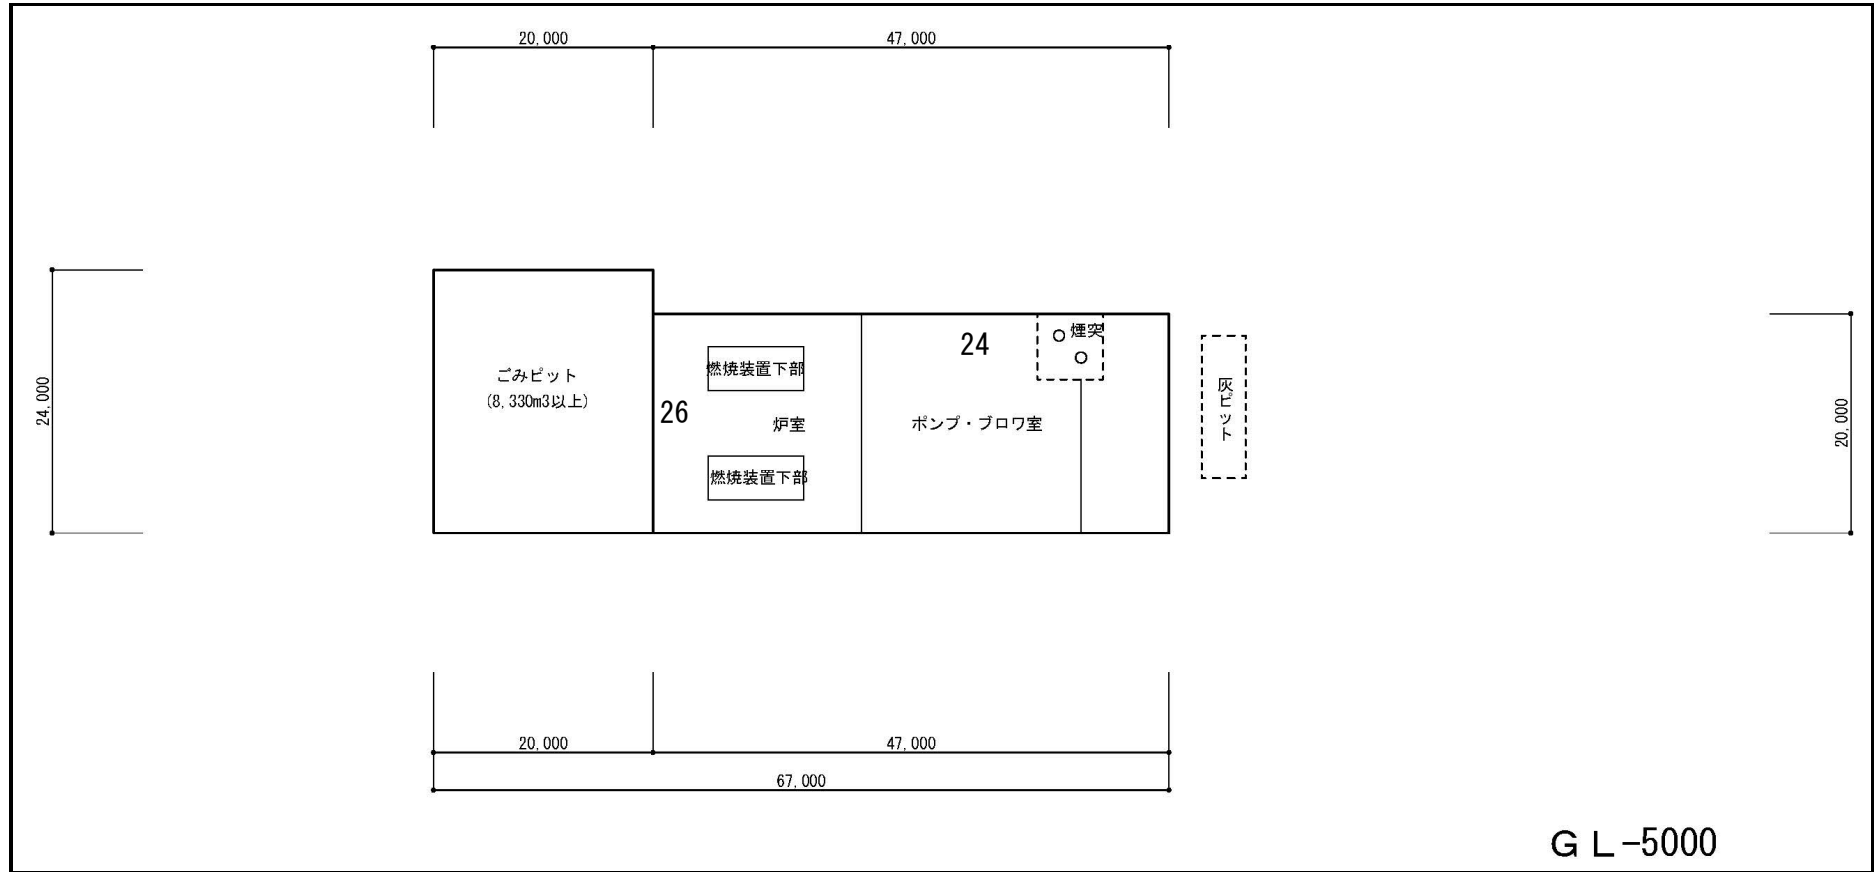 20,000
47,000
24,000
ごみピット
(8,330m3以上)
26
燃焼装置下部
炉室
燃焼装置下部
24
ポンプ・ブロワ室
煙突
灰ピット
20,000
20,000
47,000
67,000
ＧＬ-5000